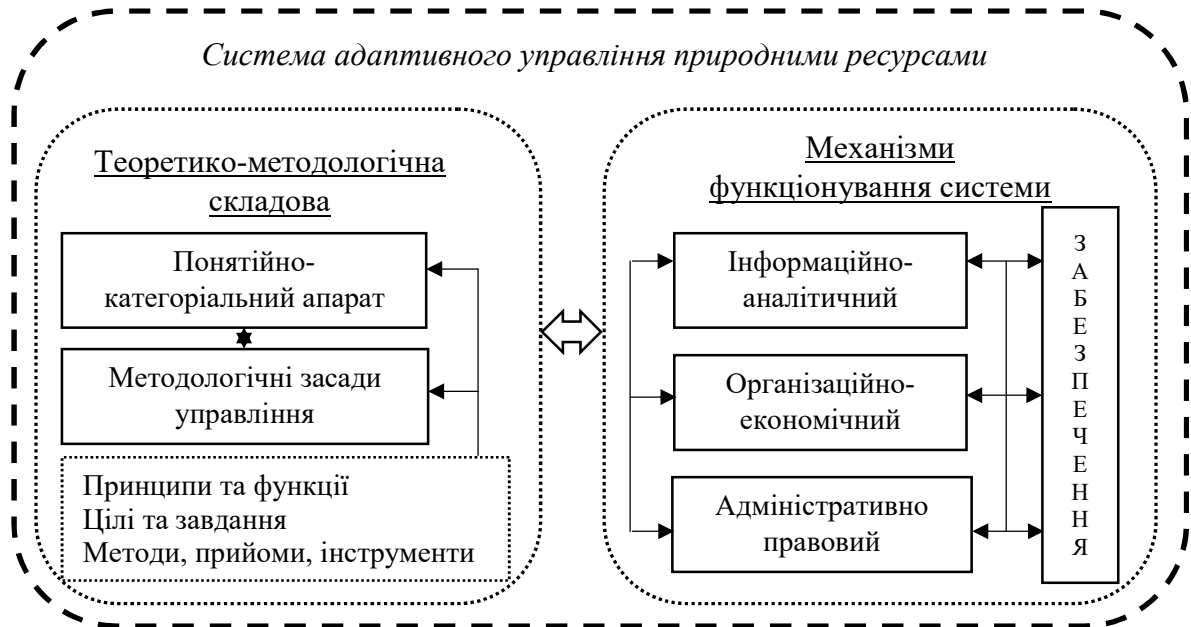 Система адаптивного управління природними ресурсами
Теоретико-методологічна
складова
Понятійно-
категоріальний апарат
Методологічні засади
управління
Принципи та функції
Цілі та завдання
Методи, прийоми, інструменти
Механізми
функціонування системи
Інформаційно-
аналітичний
Організаційно-
економічний
Адміністративно
правовий
З
А
Б
Е
З
П
Е
Ч
Е
Н
Н
Я